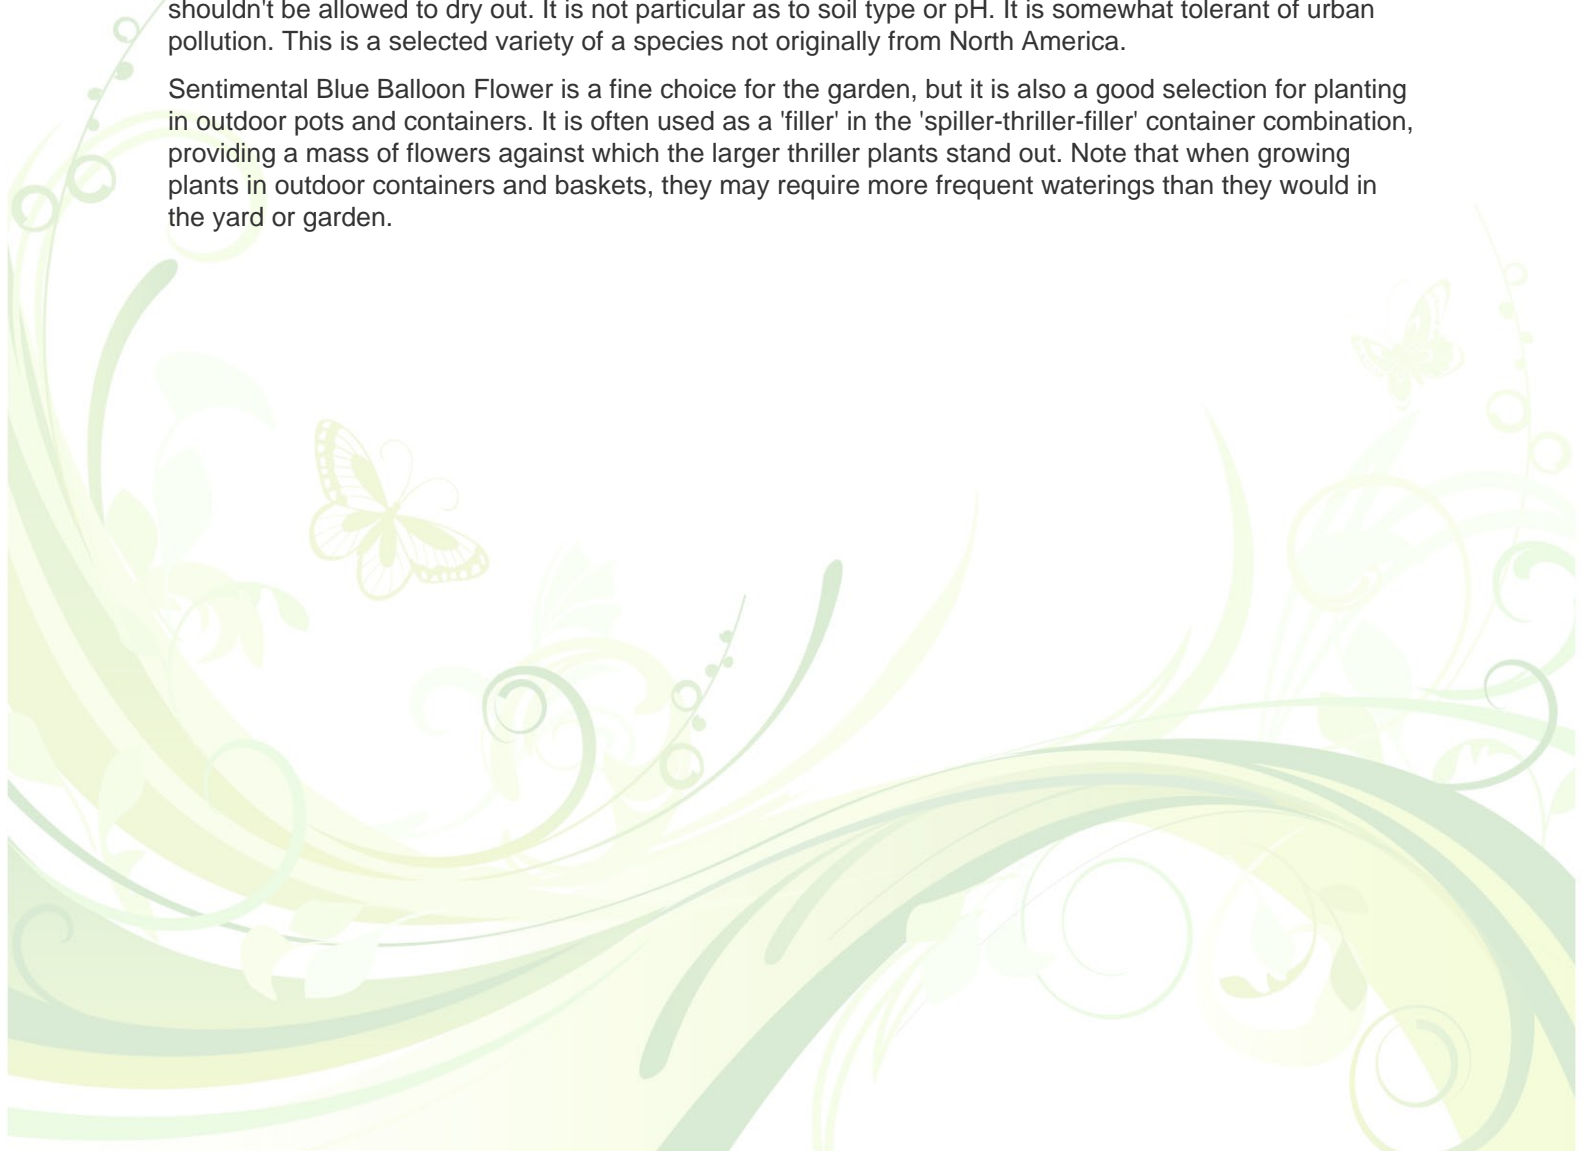 shouldn't be allowed to dry out. It is not particular as to soil type or pH. It is somewhat tolerant of urban
pollution. This is a selected variety of a species not originally from North America.
Sentimental Blue Balloon Flower is a fine choice for the garden, but it is also a good selection for planting
in outdoor pots and containers. It is often used as a 'filler' in the 'spiller-thriller-filler' container combination,
providing a mass of flowers against which the larger thriller plants stand out. Note that when growing
plants in outdoor containers and baskets, they may require more frequent waterings than they would in
the yard or garden.